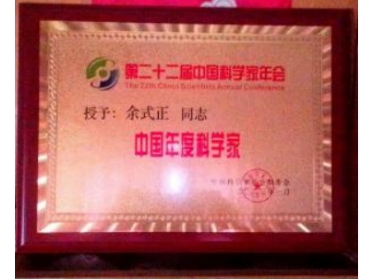 第二十二届中国科学家年会
The 22th China Scientists Annual Conference
授予：余式正 同志
中国年度科学家